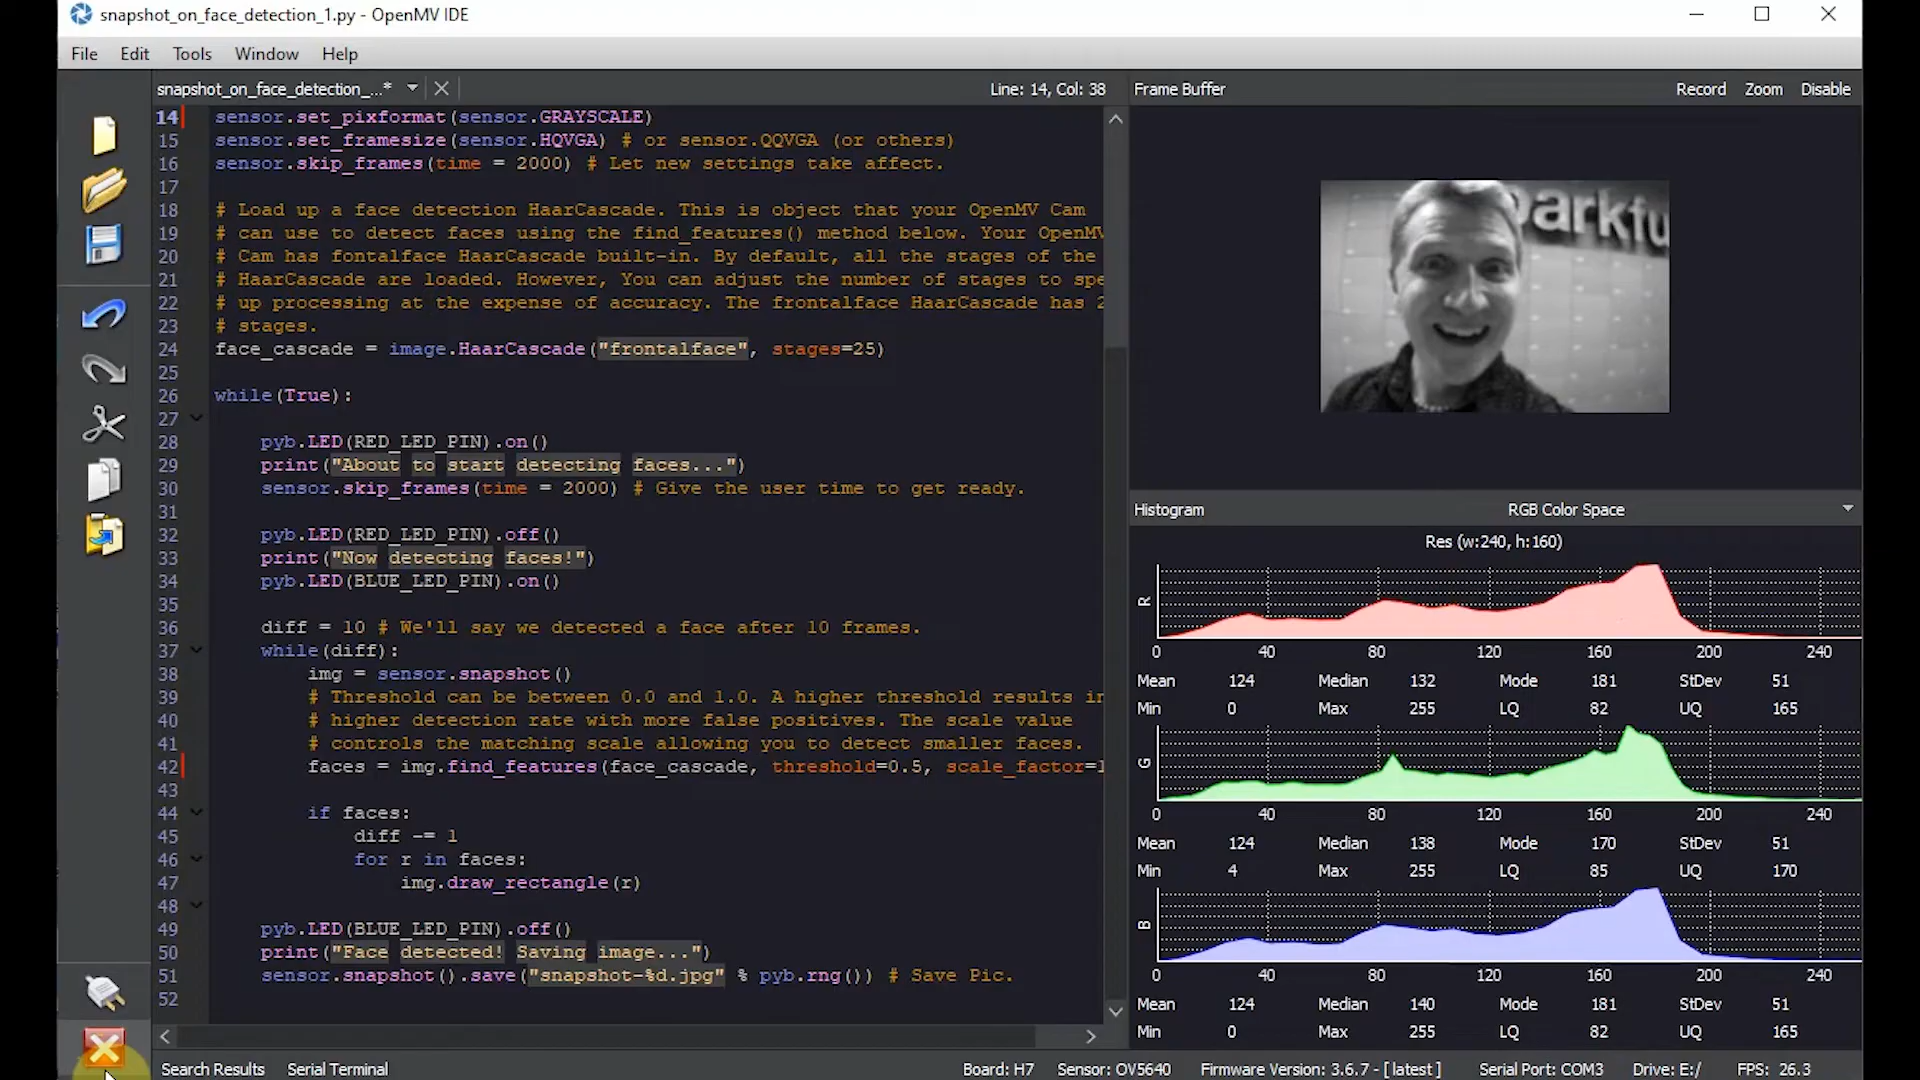 snapshot_on_face_detection_1.py - OpenMV IDE
File Edit Tools Window Help
snapshot_on_face_detection_...* Line: 14, Col: 38
14 sensor.set_pixformat(sensor.GRAYSCALE)
15 sensor.set_framesize(sensor.HQVGA) # or sensor.QQVGA (or others)
16 sensor.skip_frames(time = 2000) # Let new settings take affect.
17
18 # Load up a face detection HaarCascade. This is object that your OpenMV Cam
19 # can use to detect faces using the find_features() method below. Your OpenMV
20 # Cam has fontalface HaarCascade built-in. By default, all the stages of the
21 # HaarCascade are loaded. However, You can adjust the number of stages to spe
22 # up processing at the expense of accuracy. The frontalface HaarCascade has 2
23 # stages.
24 face_cascade = image.HaarCascade("frontalface", stages=25)
25
26 while(True):
27
28 pyb.LED(RED_LED_PIN).on()
29 print("About to start detecting faces...")
30 sensor.skip_frames(time = 2000) # Give the user time to get ready.
31
32 pyb.LED(RED_LED_PIN).off()
33 print("Now detecting faces!")
34 pyb.LED(BLUE_LED_PIN).on()
35
36 diff = 10 # We'll say we detected a face after 10 frames.
37 while(diff):
38 img = sensor.snapshot()
39 # Threshold can be between 0.0 and 1.0. A higher threshold results in
40 # higher detection rate with more false positives. The scale value
41 # controls the matching scale allowing you to detect smaller faces.
42 faces = img.find_features(face_cascade, threshold=0.5, scale_factor=1
43
44 if faces:
45 diff -= 1
46 for r in faces:
47 img.draw_rectangle(r)
48
49 pyb.LED(BLUE_LED_PIN).off()
50 print("Face detected! Saving image...")
51 sensor.snapshot().save("snapshot-%d.jpg" % pyb.rng()) # Save Pic.
52
Frame Buffer Record Zoom Disable
parkfu
Histogram RGB Color Space
Res (w:240, h:160)
R
0 40 80 120 160 200 240
Mean 124 Median 132 Mode 181 StDev 51
Min 0 Max 255 LQ 82 UQ 165
G
0 40 80 120 160 200 240
Mean 124 Median 138 Mode 170 StDev 51
Min 4 Max 255 LQ 85 UQ 170
B
0 40 80 120 160 200 240
Mean 124 Median 140 Mode 181 StDev 51
Min 0 Max 255 LQ 82 UQ 165
Search Results Serial Terminal Board: H7 Sensor: OV5640 Firmware Version: 3.6.7 - [ latest ] Serial Port: COM3 Drive: E:/ FPS: 26.3